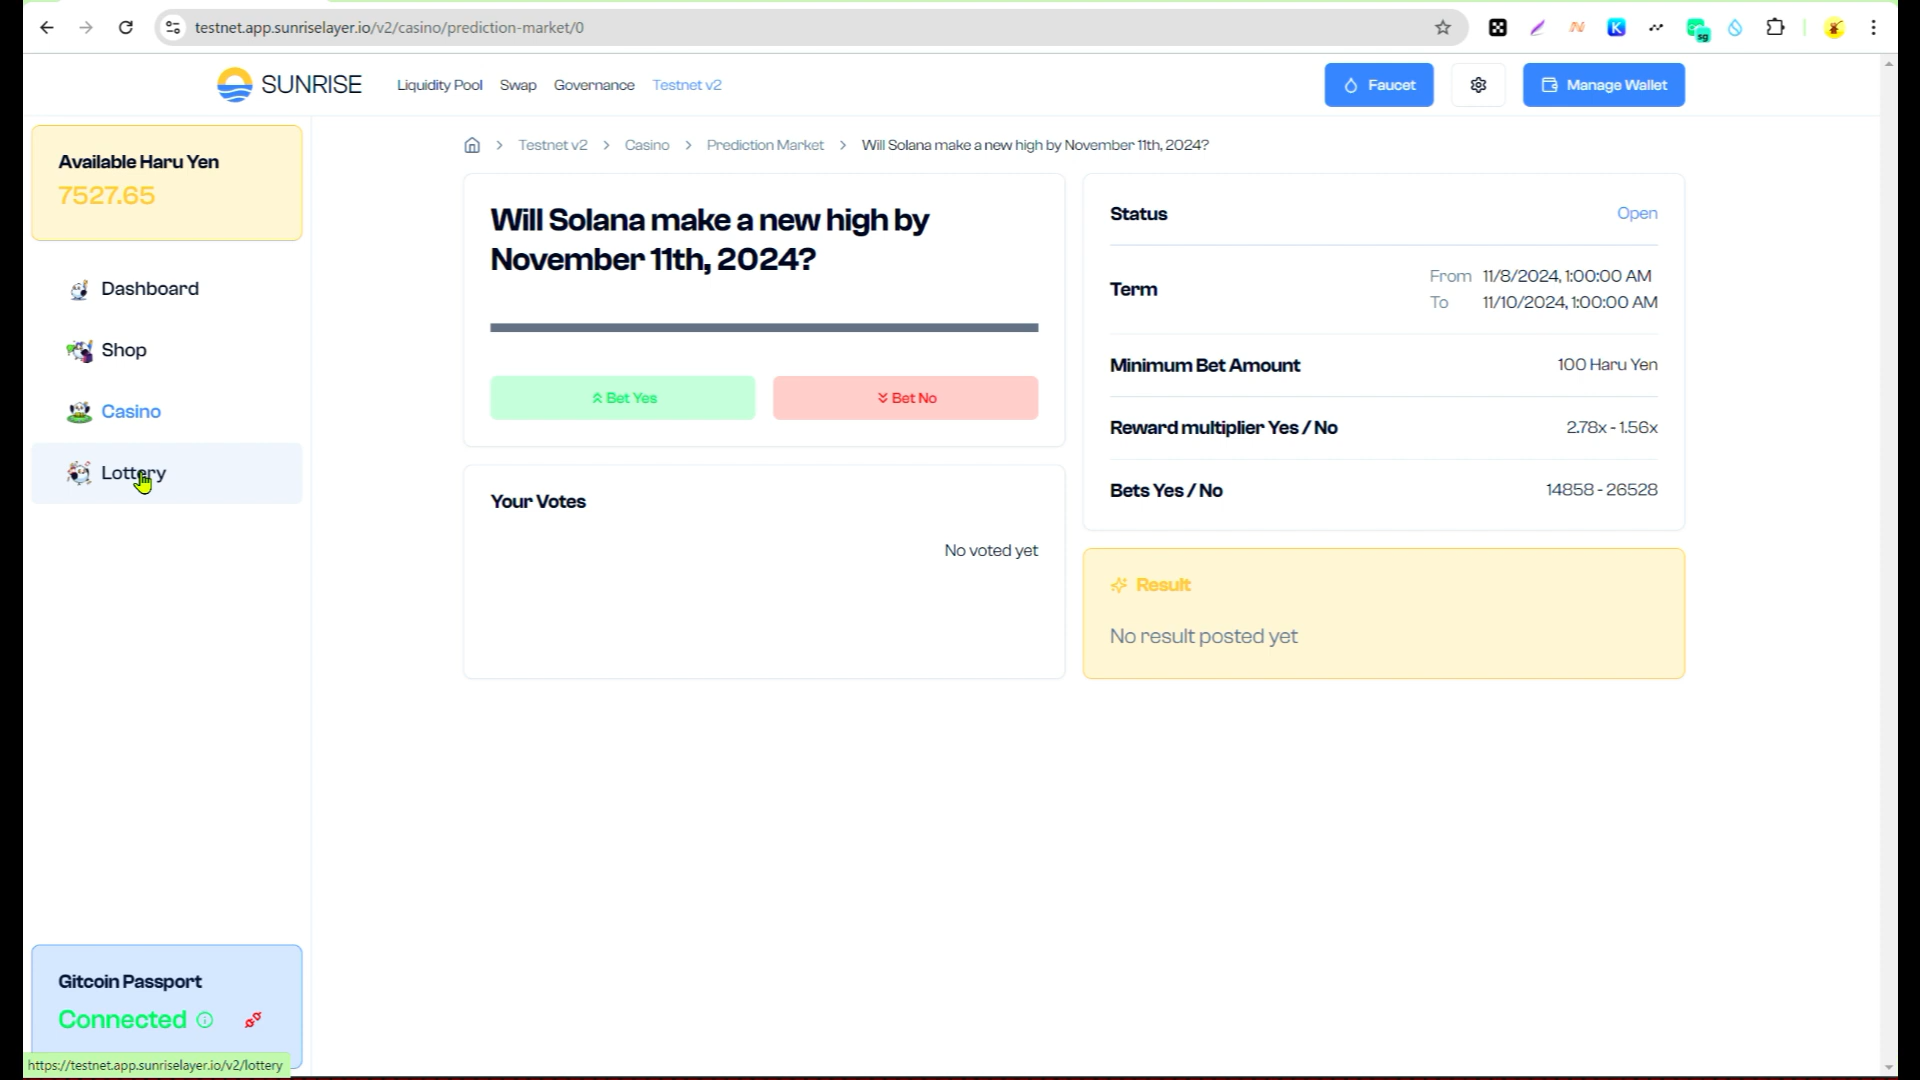 testnet.app.sunriselayer.io/v2/casino/prediction-market/0
K
sg
SUNRISE
Liquidity Pool Swap Governance Testnet v2
Faucet
Manage Wallet
Available Haru Yen
7527.65
Dashboard
Shop
Casino
Lottery
Testnet v2 > Casino > Prediction Market > Will Solana make a new high by November 11th, 2024?
Will Solana make a new high by
November 11th, 2024?
Bet Yes
Bet No
Your Votes
No voted yet
Status Open
Term
From 11/8/2024, 1:00:00 AM
To 11/10/2024, 1:00:00 AM
Minimum Bet Amount 100 Haru Yen
Reward multiplier Yes / No 2.78x - 1.56x
Bets Yes / No 14858 - 26528
Result
No result posted yet
Gitcoin Passport
Connected
https://testnet.app.sunriselayer.io/v2/lottery